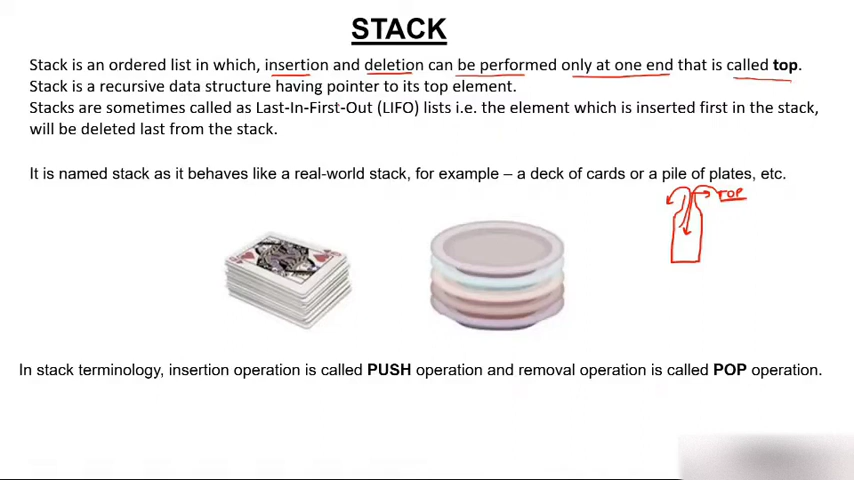 STACK
Stack is an ordered list in which, insertion and deletion can be performed only at one end that is called top.
Stack is a recursive data structure having pointer to its top element.
Stacks are sometimes called as Last-In-First-Out (LIFO) lists i.e. the element which is inserted first in the stack,
will be deleted last from the stack.
It is named stack as it behaves like a real-world stack, for example – a deck of cards or a pile of plates, etc.
TOP
In stack terminology, insertion operation is called PUSH operation and removal operation is called POP operation.